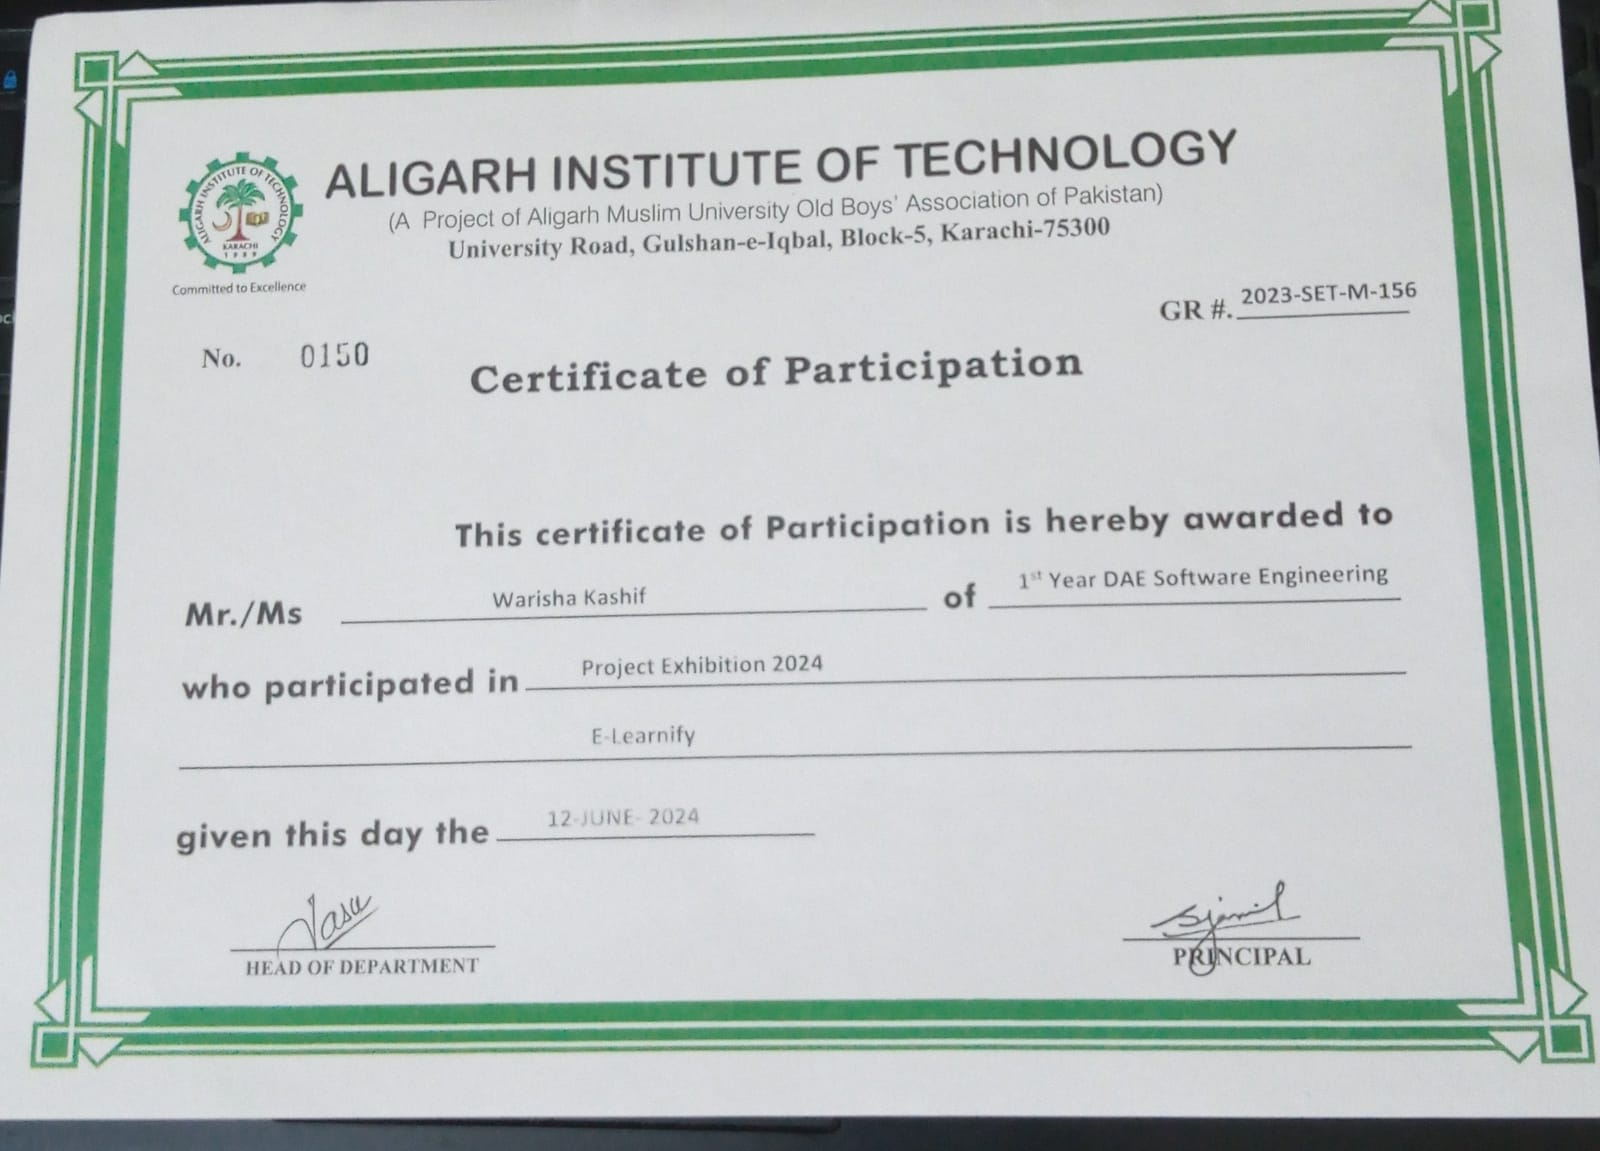 ALIGARH INSTITUTE OF TECHNOLOGY
(A Project of Aligarh Muslim University Old Boys' Association of Pakistan)
University Road, Gulshan-e-Iqbal, Block-5, Karachi-75300
ALIGARH INSTITUTE OF TECHNOLOGY
KARACHI
1989
Committed to Excellence
GR #. 2023-SET-M-156
No. 0150
Certificate of Participation
This certificate of Participation is hereby awarded to
Mr./Ms Warisha Kashif of 1st Year DAE Software Engineering
who participated in Project Exhibition 2024
E-Learnify
given this day the 12-JUNE- 2024
Sjamil
HEAD OF DEPARTMENT
PRINCIPAL